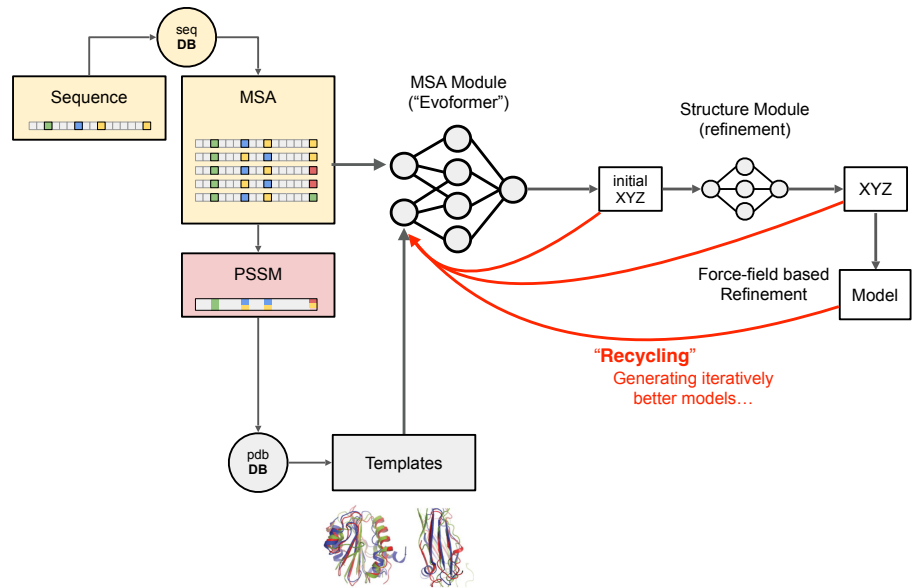 seq
DB
Sequence
MSA
MSA Module
(“Evoformer”)
Structure Module
(refinement)
initial
XYZ
XYZ
PSSM
Force-field based
Refinement
Model
“Recycling”
Generating iteratively
better models…
pdb
DB
Templates